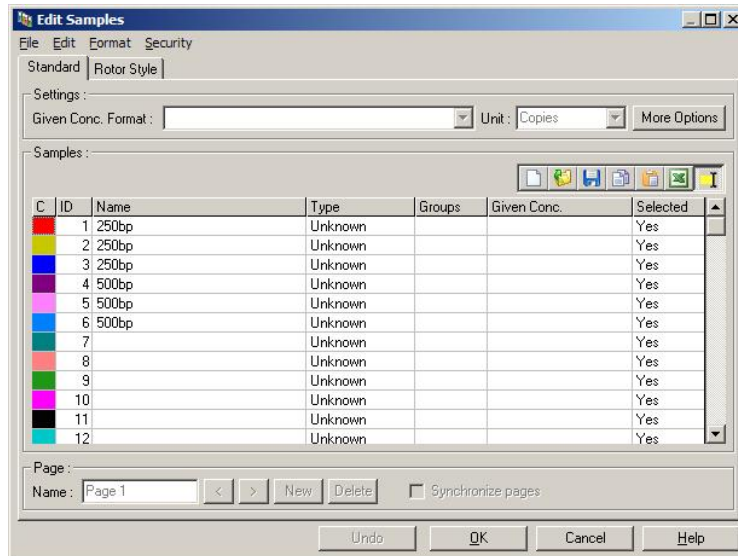 Edit Samples
File Edit Format Security
Standard Rotor Style
Settings :
Given Conc. Format : Unit : Copies More Options
Samples :
C ID Name Type Groups Given Conc. Selected
1 250bp Unknown Yes
2 250bp Unknown Yes
3 250bp Unknown Yes
4 500bp Unknown Yes
5 500bp Unknown Yes
6 500bp Unknown Yes
7 Unknown Yes
8 Unknown Yes
9 Unknown Yes
10 Unknown Yes
11 Unknown Yes
12 Unknown Yes
Page :
Name : Page 1 < > New Delete Synchronize pages
Undo OK Cancel Help